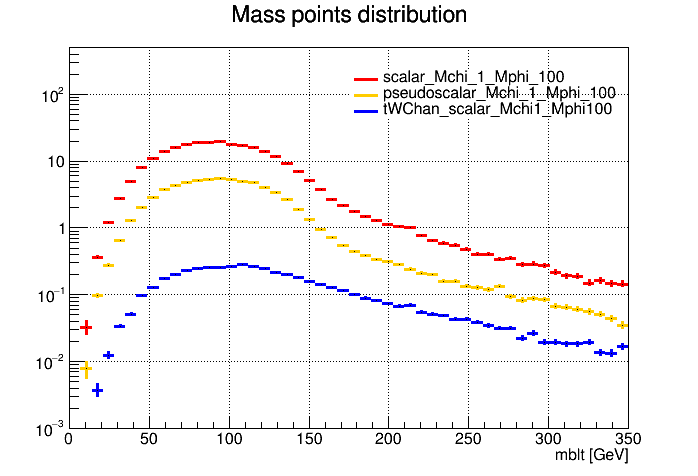 Mass points distribution
scalar_Mchi_1_Mphi_100
pseudoscalar_Mchi_1_Mphi_100
tWChan_scalar_Mchi1_Mphi100
10²
10
1
10⁻¹
10⁻²
10⁻³
0 50 100 150 200 250 300 350
mblt [GeV]